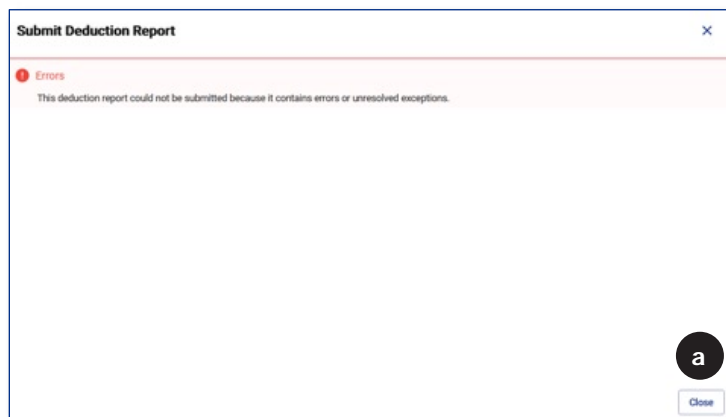 Submit Deduction Report
Errors
This deduction report could not be submitted because it contains errors or unresolved exceptions.
a
Close